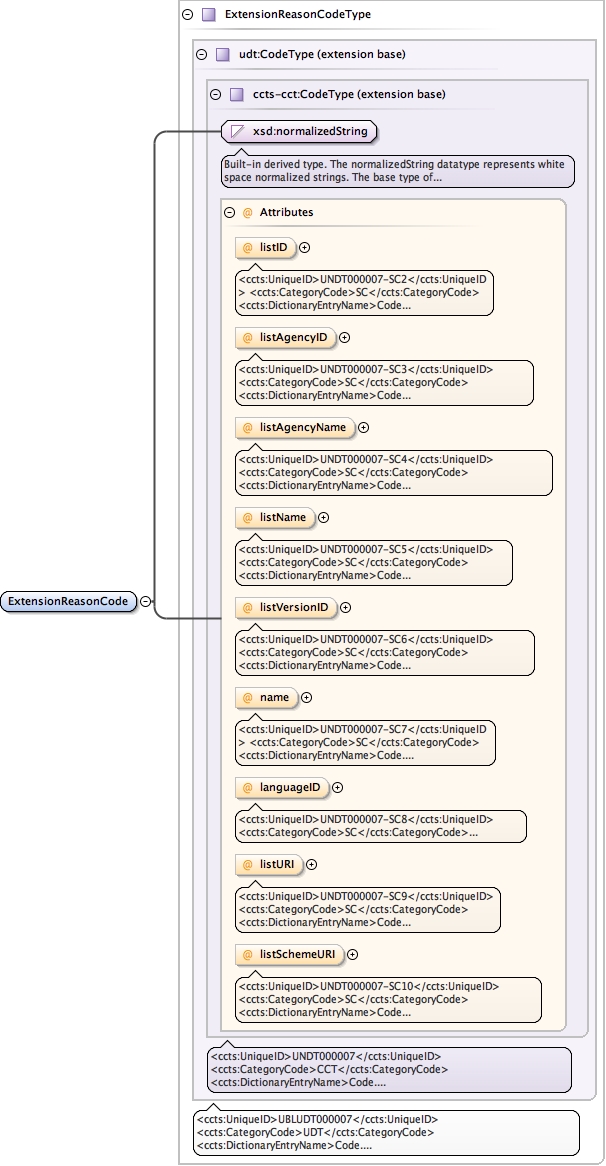 ExtensionReasonCodeType
udt:CodeType (extension base)
ccts-cct:CodeType (extension base)
xsd:normalizedString
Built-in derived type. The normalizedString datatype represents white
space normalized strings. The base type of...
@ Attributes
@ listID
<ccts:UniqueID>UNDT000007-SC2</ccts:UniqueID
> <ccts:CategoryCode>SC</ccts:CategoryCode>
<ccts:DictionaryEntryName>Code...
@ listAgencyID
<ccts:UniqueID>UNDT000007-SC3</ccts:UniqueID>
<ccts:CategoryCode>SC</ccts:CategoryCode>
<ccts:DictionaryEntryName>Code...
@ listAgencyName
<ccts:UniqueID>UNDT000007-SC4</ccts:UniqueID>
<ccts:CategoryCode>SC</ccts:CategoryCode>
<ccts:DictionaryEntryName>Code...
@ listName
<ccts:UniqueID>UNDT000007-SC5</ccts:UniqueID>
<ccts:CategoryCode>SC</ccts:CategoryCode>
<ccts:DictionaryEntryName>Code...
ExtensionReasonCode
@ listVersionID
<ccts:UniqueID>UNDT000007-SC6</ccts:UniqueID>
<ccts:CategoryCode>SC</ccts:CategoryCode>
<ccts:DictionaryEntryName>Code...
@ name
<ccts:UniqueID>UNDT000007-SC7</ccts:UniqueID
> <ccts:CategoryCode>SC</ccts:CategoryCode>
<ccts:DictionaryEntryName>Code....
@ languageID
<ccts:UniqueID>UNDT000007-SC8</ccts:UniqueID>
<ccts:CategoryCode>SC</ccts:CategoryCode>...
@ listURI
<ccts:UniqueID>UNDT000007-SC9</ccts:UniqueID>
<ccts:CategoryCode>SC</ccts:CategoryCode>
<ccts:DictionaryEntryName>Code...
@ listSchemeURI
<ccts:UniqueID>UNDT000007-SC10</ccts:UniqueID>
<ccts:CategoryCode>SC</ccts:CategoryCode>
<ccts:DictionaryEntryName>Code...
<ccts:UniqueID>UNDT000007</ccts:UniqueID>
<ccts:CategoryCode>CCT</ccts:CategoryCode>
<ccts:DictionaryEntryName>Code....
<ccts:UniqueID>UBLUDT000007</ccts:UniqueID>
<ccts:CategoryCode>UDT</ccts:CategoryCode>
<ccts:DictionaryEntryName>Code....